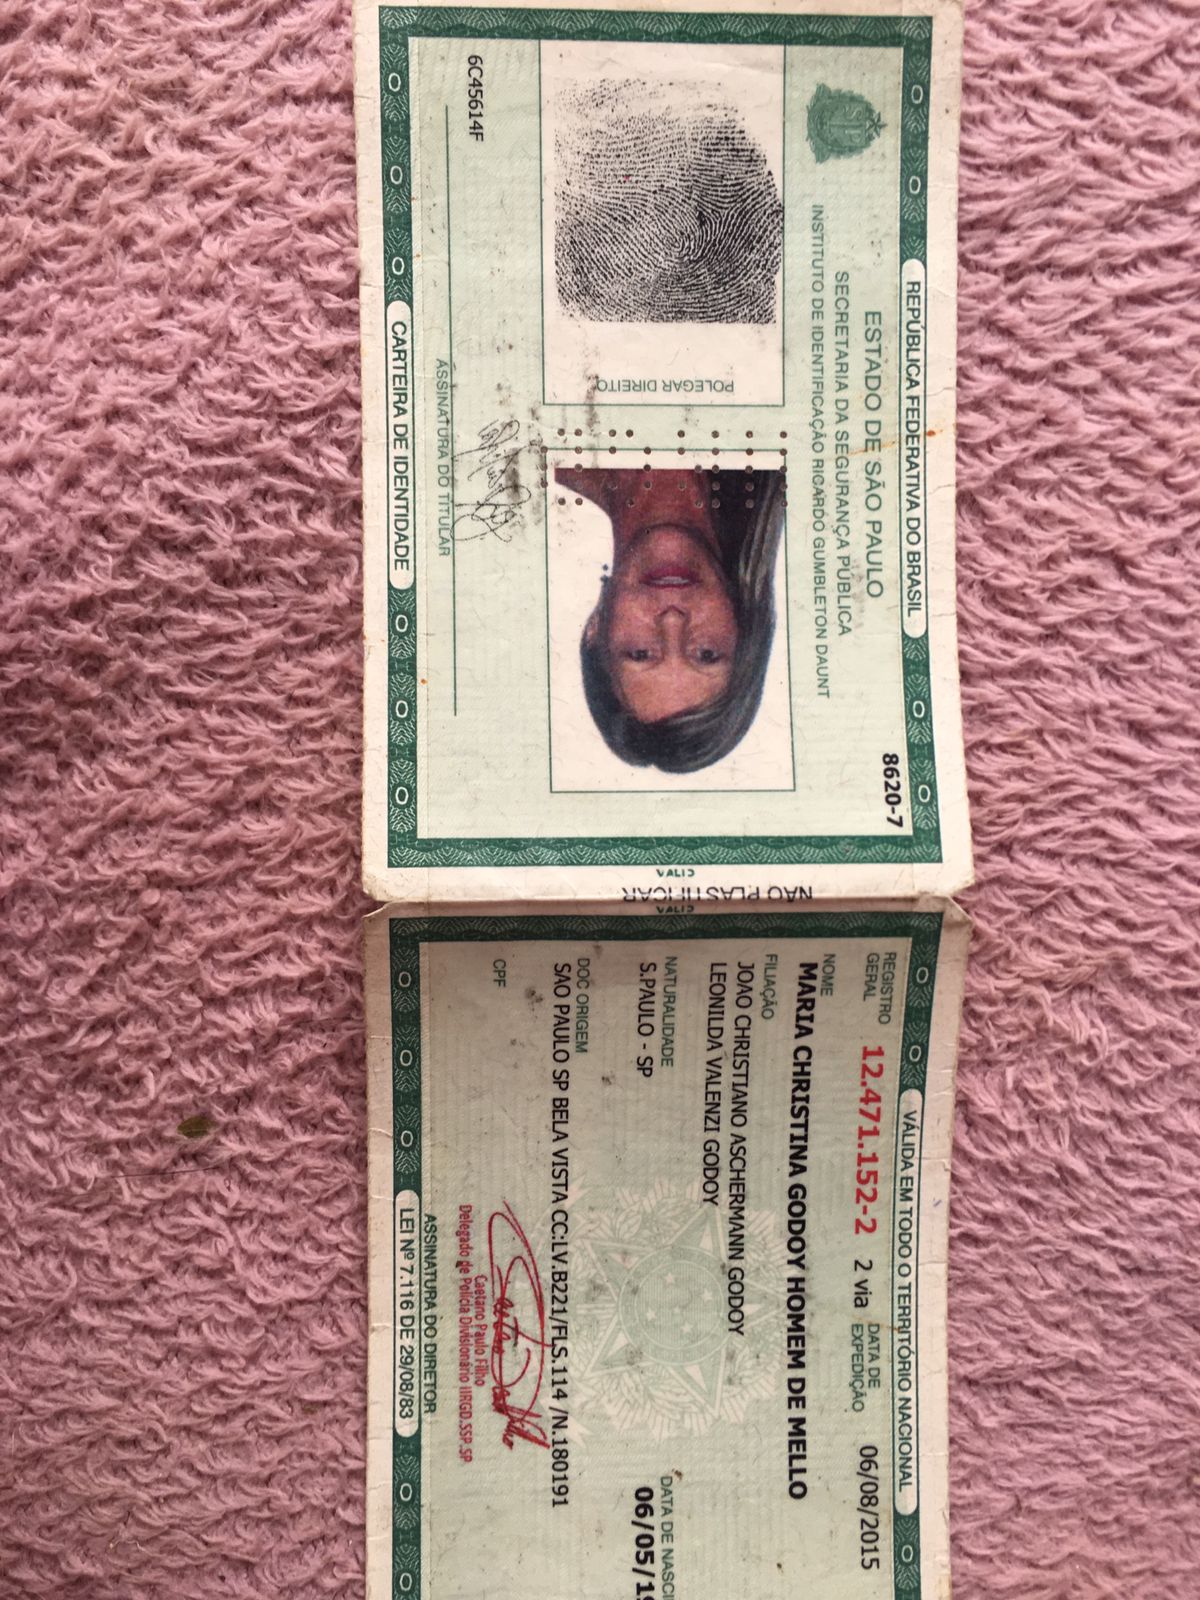 REPÚBLICA FEDERATIVA DO BRASIL
ESTADO DE SÃO PAULO
SECRETARIA DA SEGURANÇA PÚBLICA
INSTITUTO DE IDENTIFICAÇÃO RICARDO GUMBLETON DAUNT
8620-7
POLEGAR DIREITO
6C45614F
ASSINATURA DO TITULAR
CARTEIRA DE IDENTIDADE
NÃO PLASTIFICAR
VÁLIDA EM TODO O TERRITÓRIO NACIONAL
REGISTRO GERAL 12.471.152-2 2 via DATA DE EXPEDIÇÃO 06/08/2015
NOME
MARIA CHRISTINA GODOY HOMEM DE MELLO
FILIAÇÃO
JOAO CHRISTIANO ASCHERMANN GODOY
LEONILDA VALENZI GODOY
NATURALIDADE
S.PAULO - SP
DATA DE NASCI
06/05/19
DOC ORIGEM
SAO PAULO SP BELA VISTA CC:LV.B221/FLS.114 /N.180191
CPF
Caetano Paulo Filho
Delegado de Polícia Divisionário IIRGD.SSP.SP
ASSINATURA DO DIRETOR
LEI Nº 7.116 DE 29/08/83